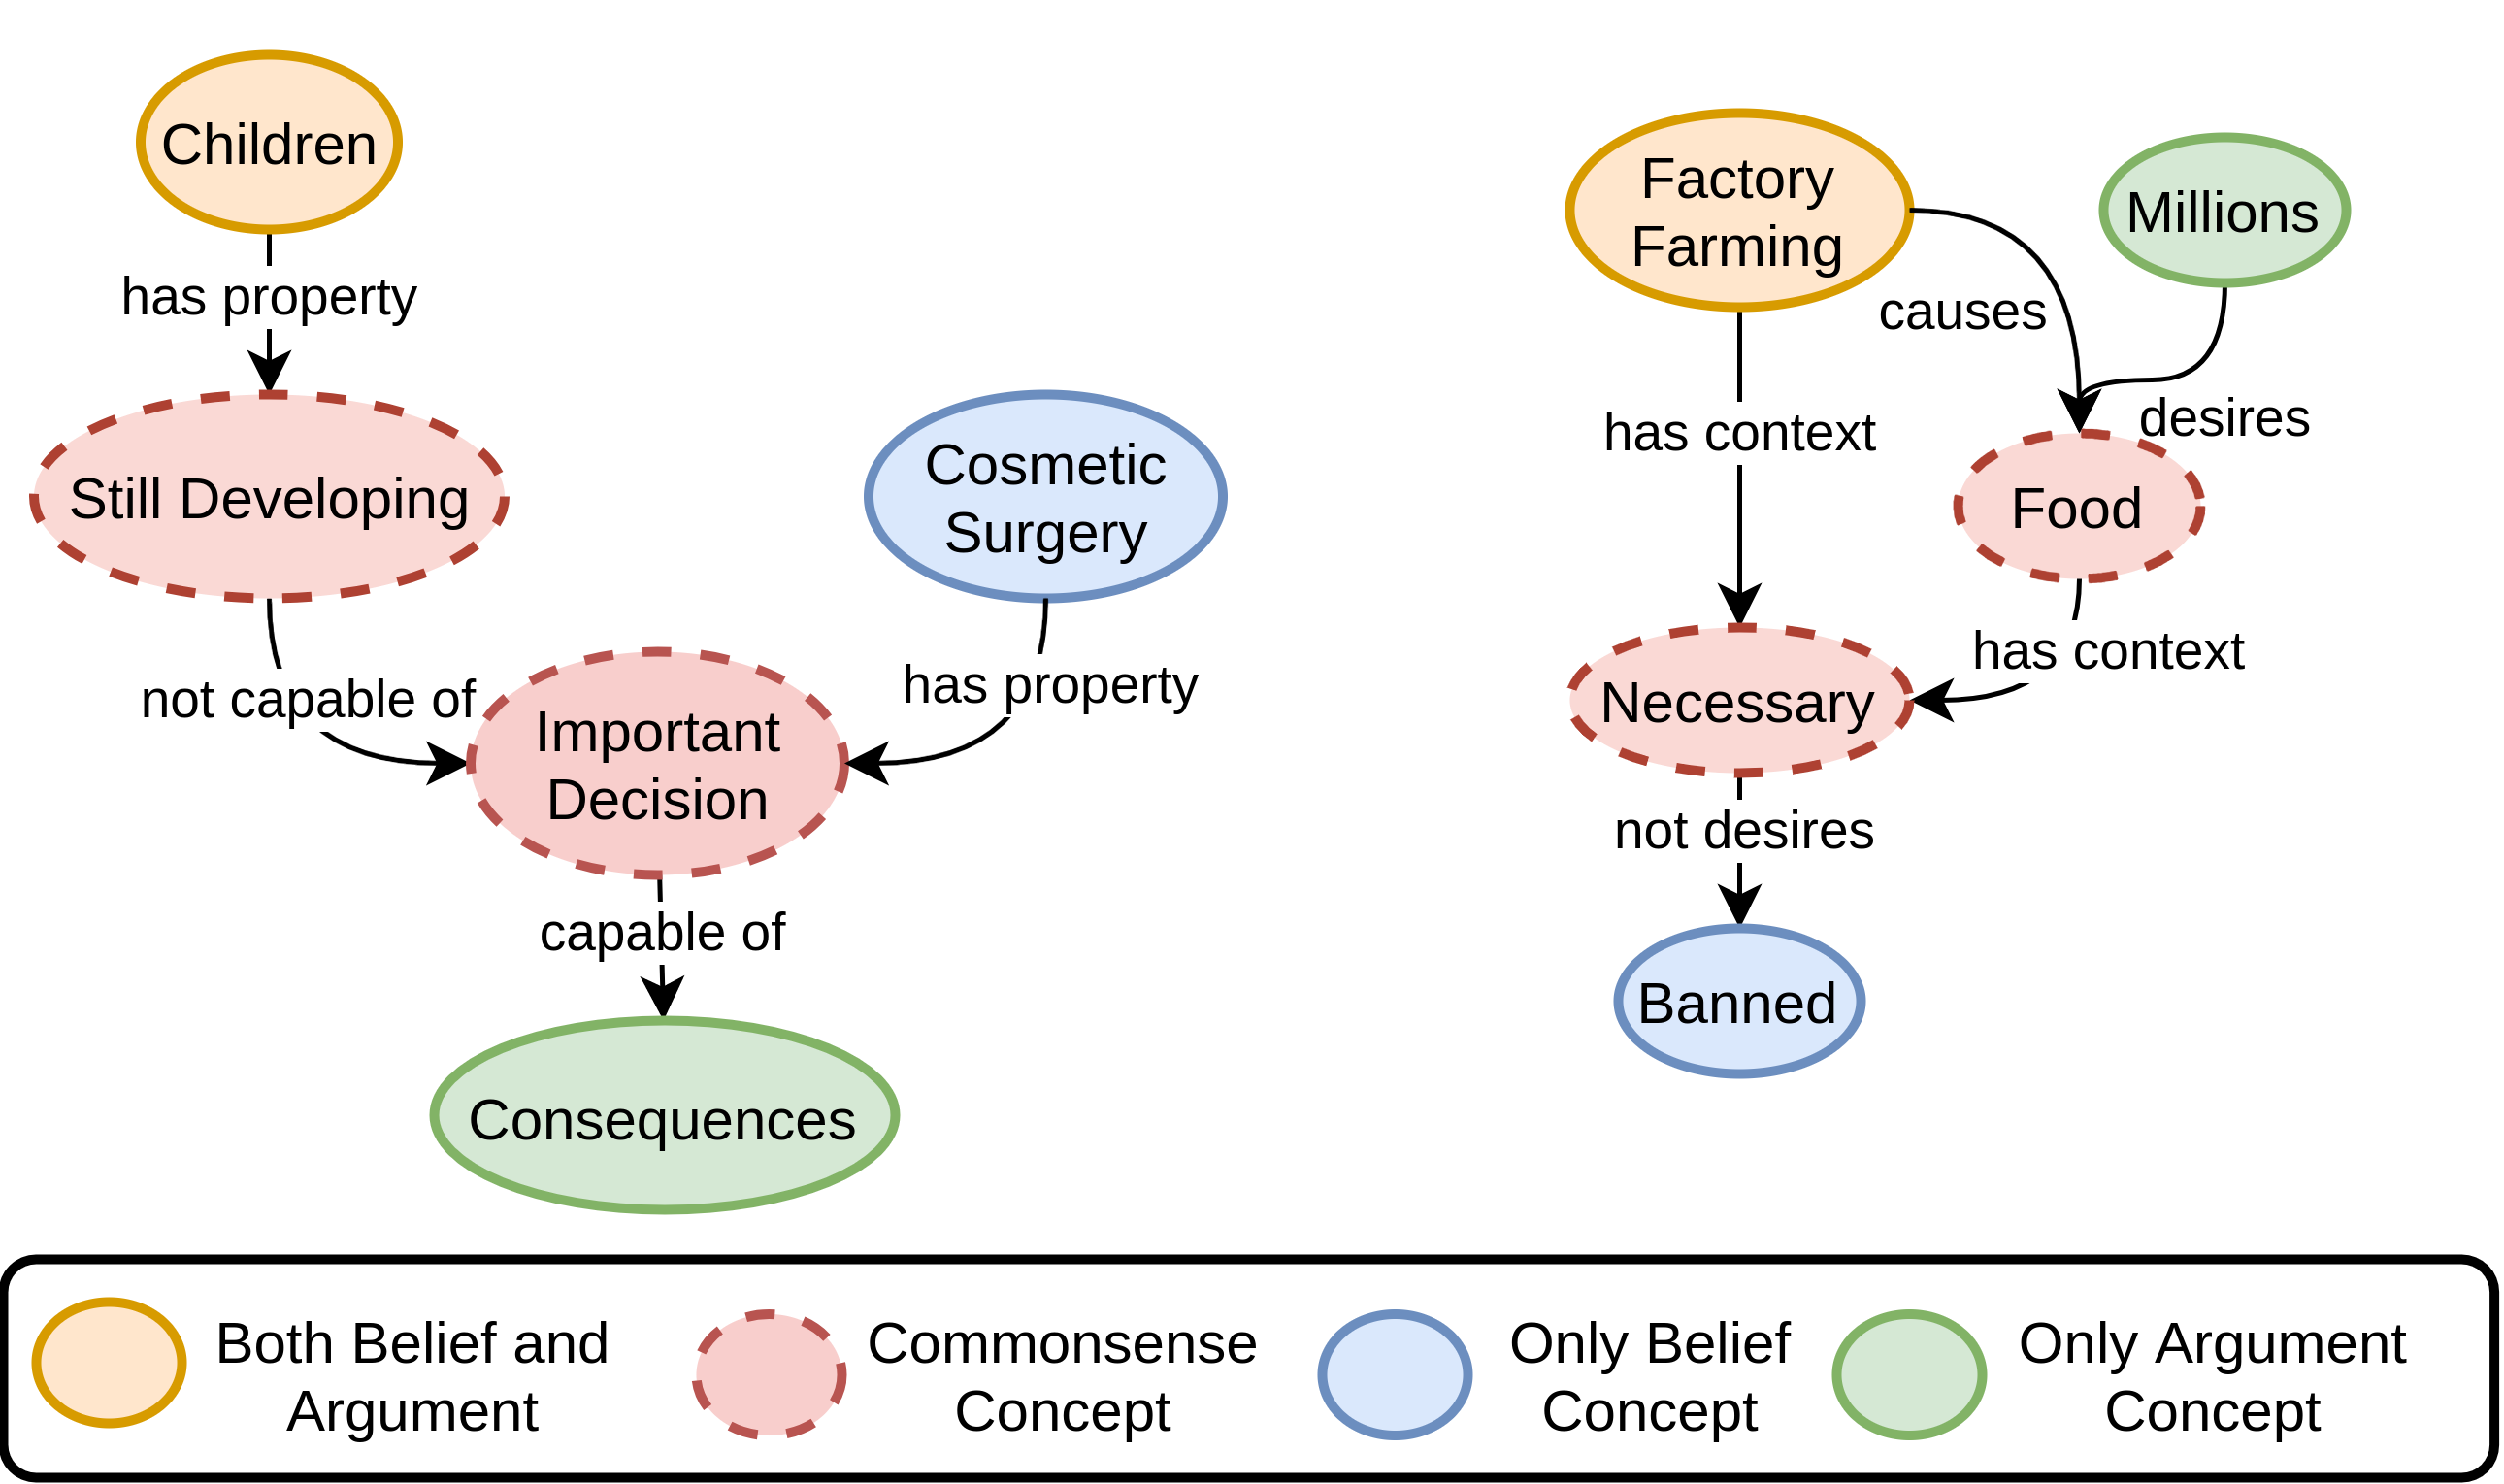 Children
has property
Still Developing
not capable of
Cosmetic
Surgery
has property
Important
Decision
capable of
Consequences
Factory
Farming
Millions
causes
desires
has context
Food
has context
Necessary
not desires
Banned
Both Belief and
Argument
Commonsense
Concept
Only Belief
Concept
Only Argument
Concept